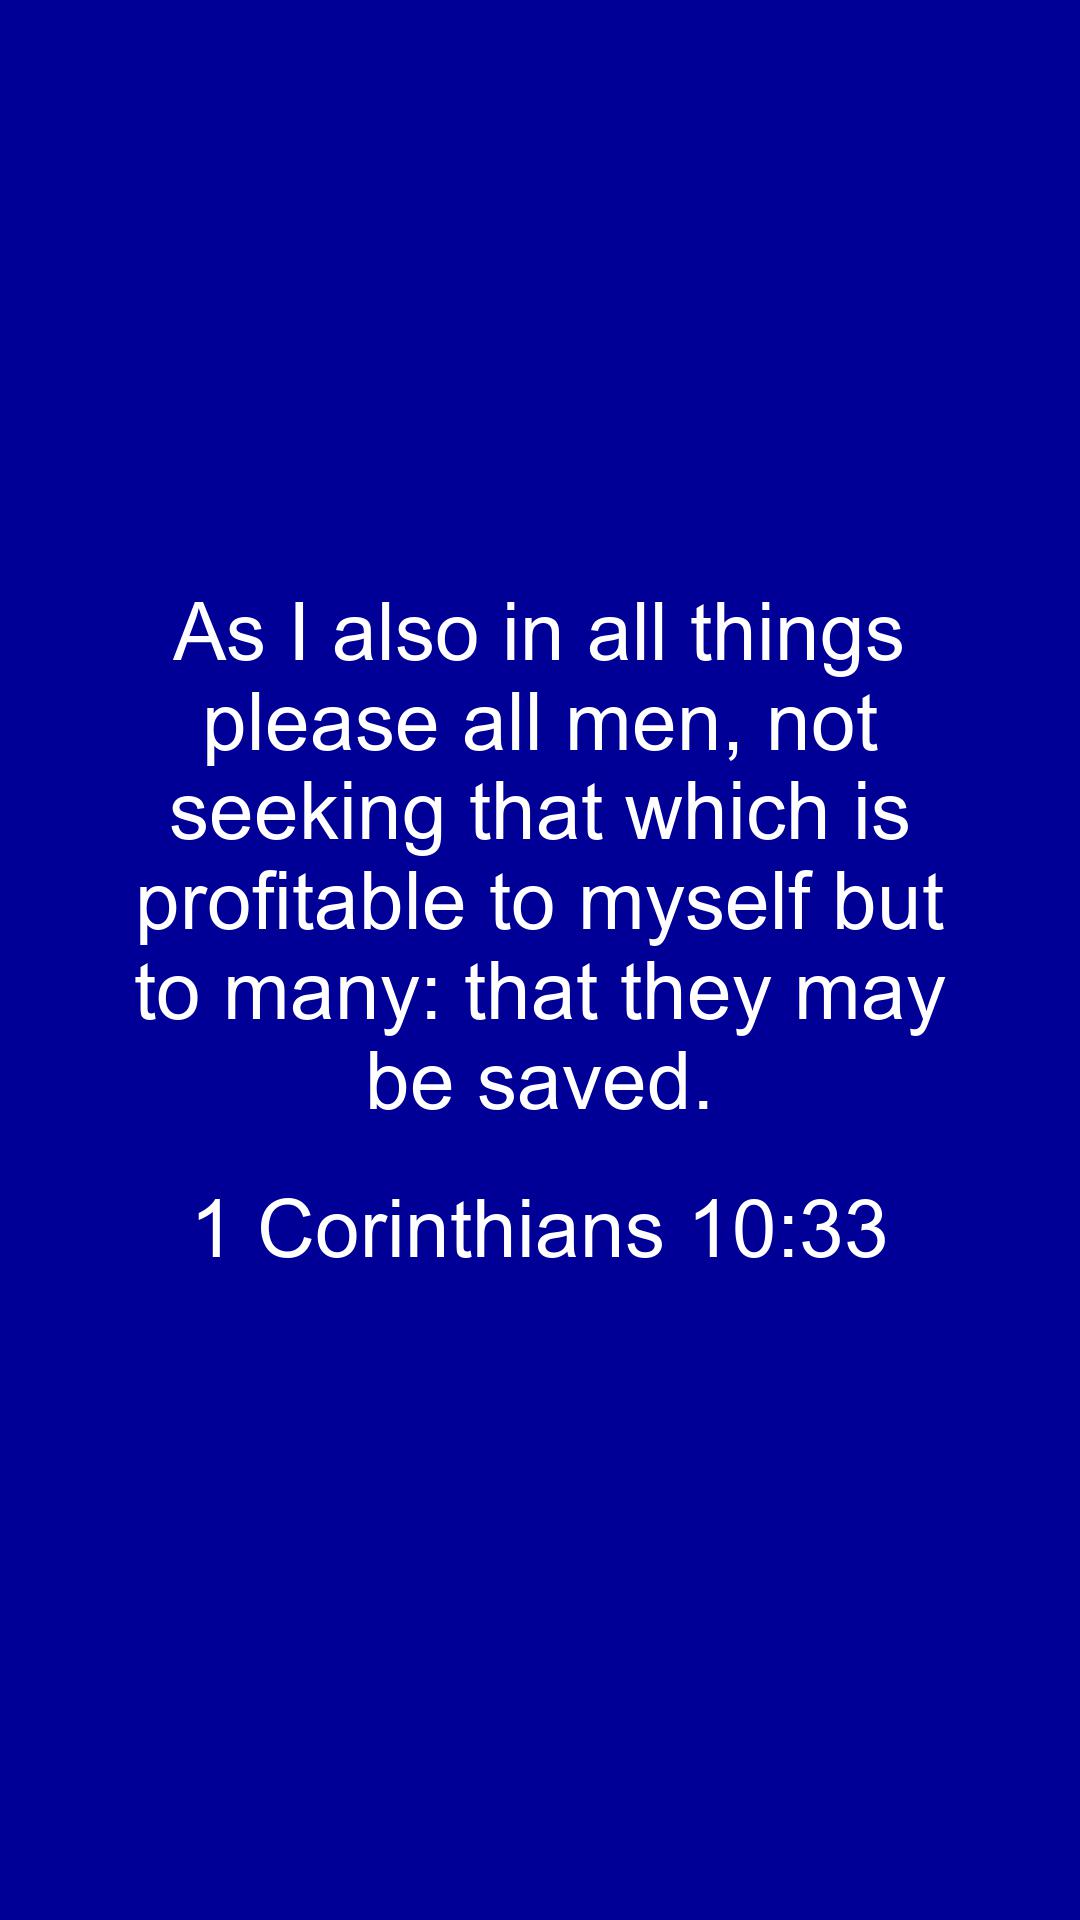 As I also in all things
please all men, not
seeking that which is
profitable to myself but
to many: that they may
be saved.
1 Corinthians 10:33